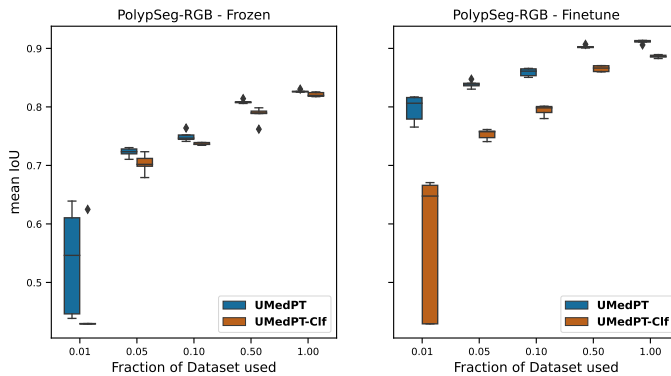 PolypSeg-RGB - Frozen
mean IoU
0.9
0.8
0.7
0.6
0.5
0.01 0.05 0.10 0.50 1.00
Fraction of Dataset used
UMedPT
UMedPT-Clf
PolypSeg-RGB - Finetune
0.01 0.05 0.10 0.50 1.00
Fraction of Dataset used
UMedPT
UMedPT-Clf